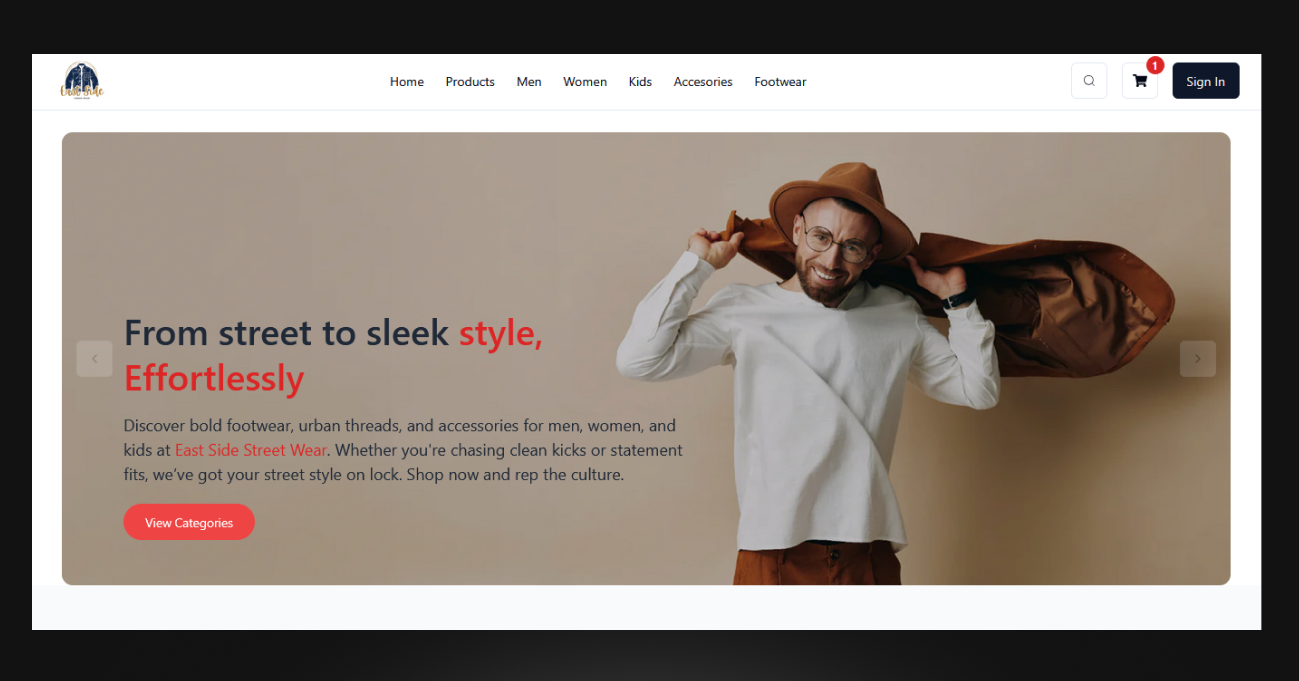 East Side
Home Products Men Women Kids Accesories Footwear
1
Sign In
From street to sleek style,
Effortlessly
Discover bold footwear, urban threads, and accessories for men, women, and
kids at East Side Street Wear. Whether you're chasing clean kicks or statement
fits, we’ve got your street style on lock. Shop now and rep the culture.
View Categories